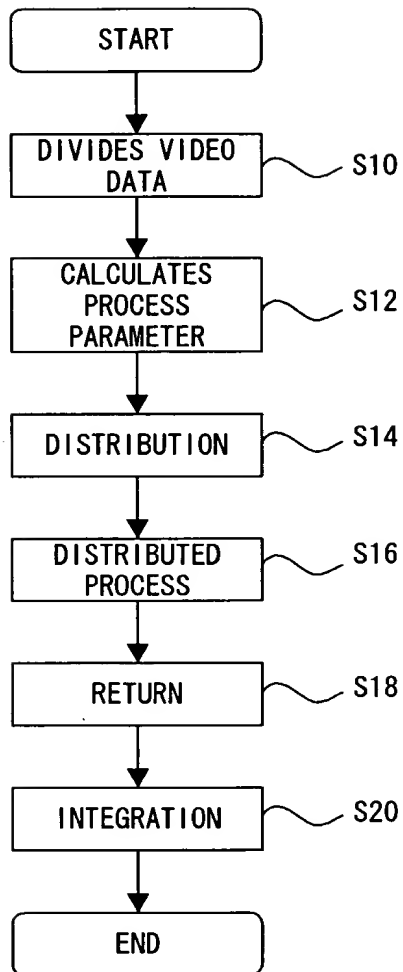 START
DIVIDES VIDEO
DATA
S10
CALCULATES
PROCESS
PARAMETER
S12
DISTRIBUTION
S14
DISTRIBUTED
PROCESS
S16
RETURN
S18
INTEGRATION
S20
END